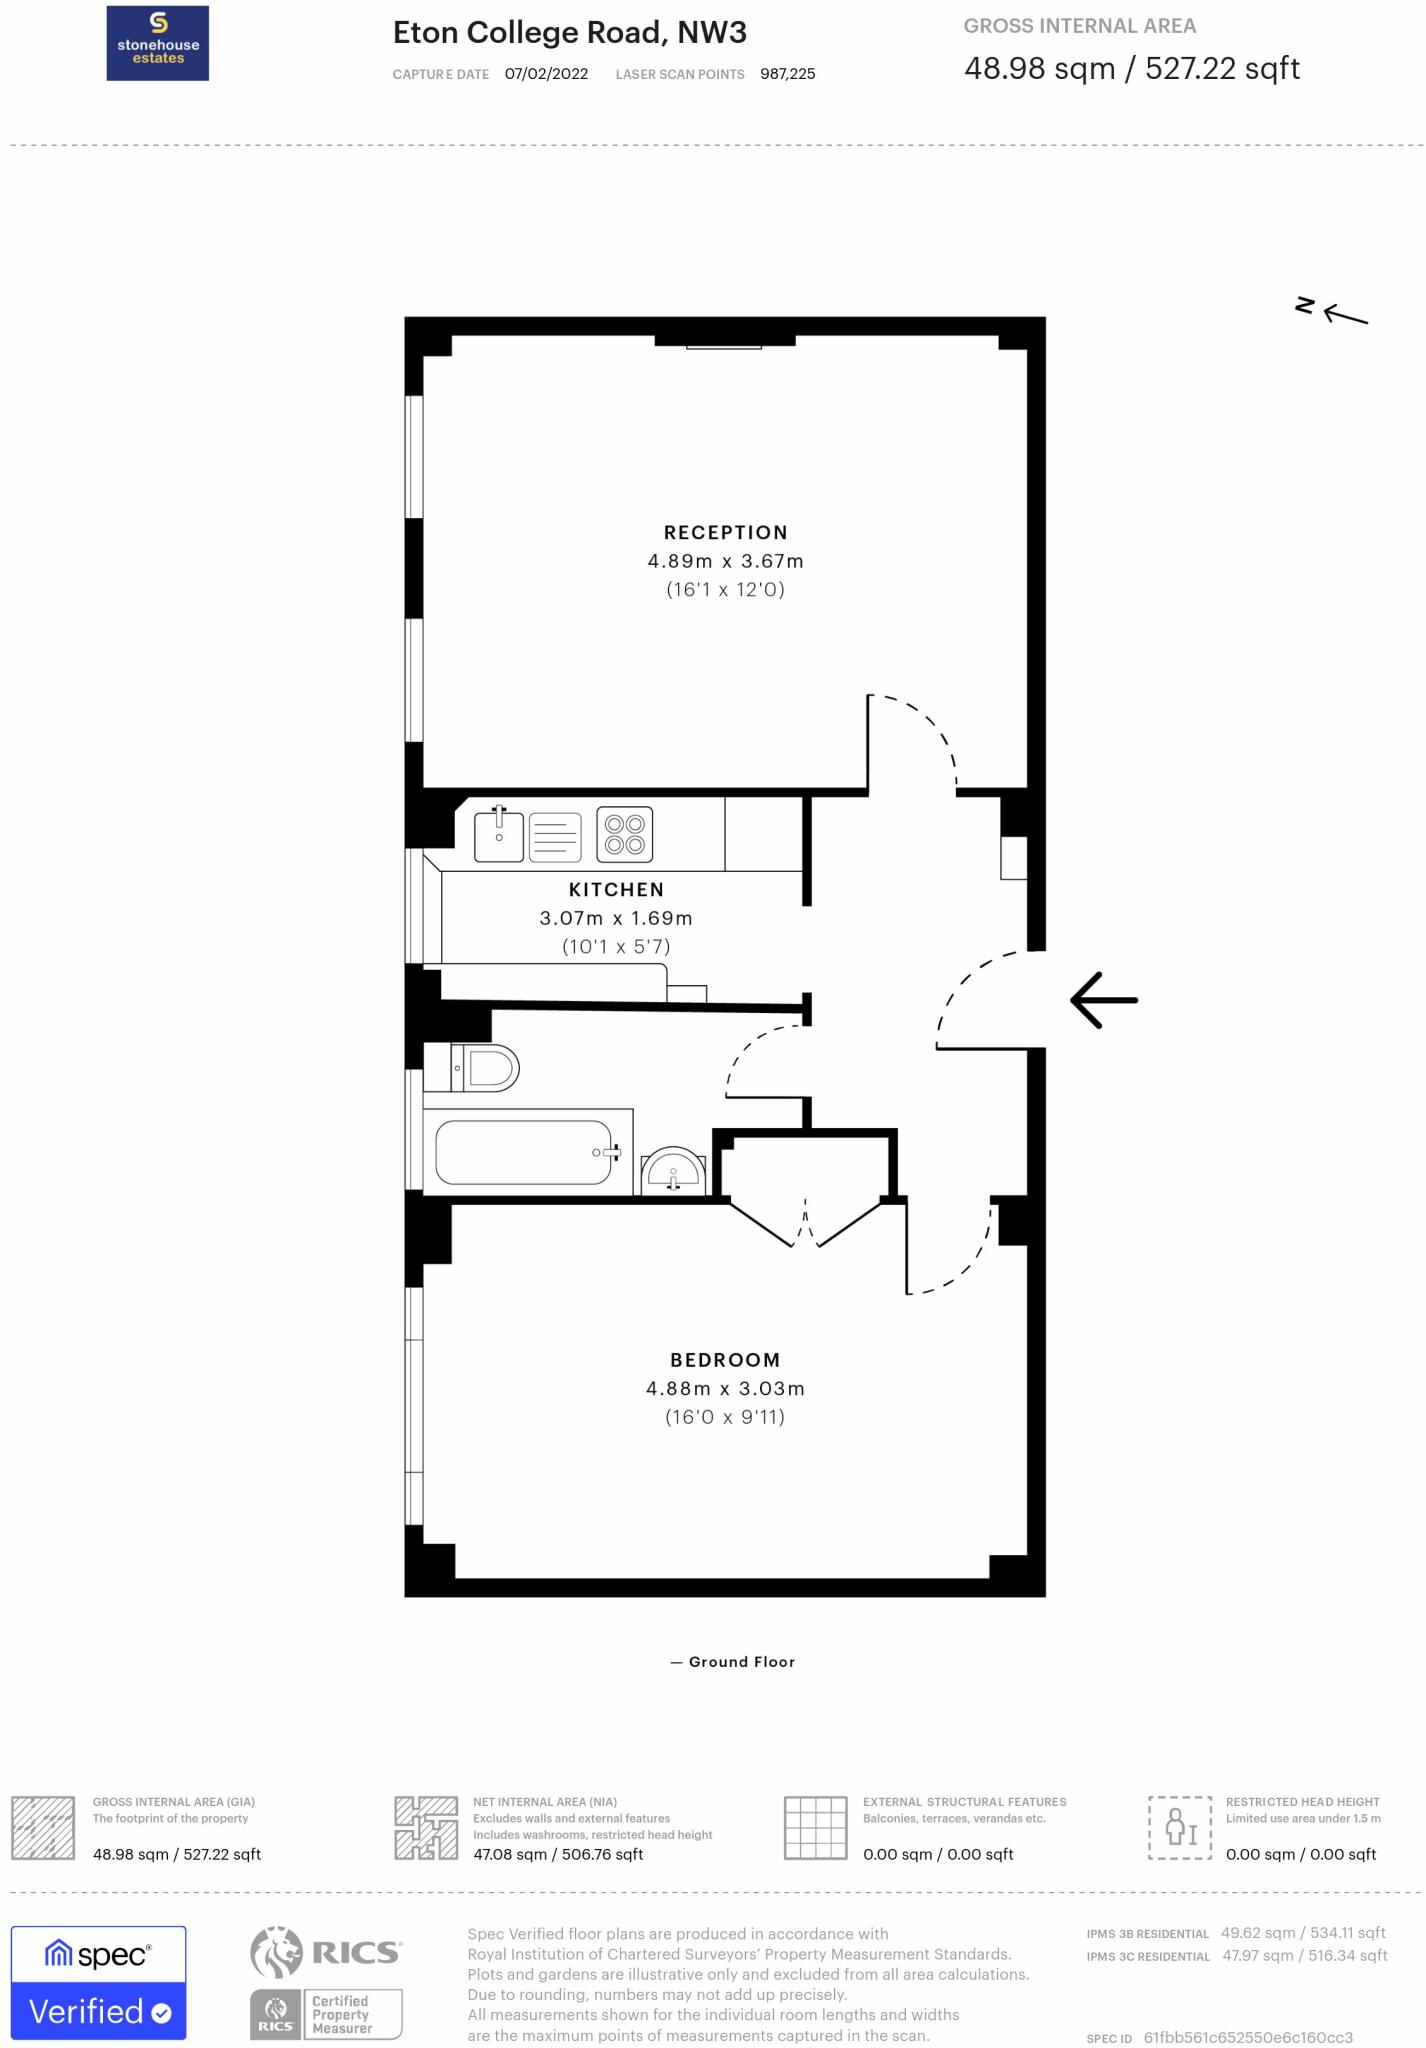 stonehouse
estates
Eton College Road, NW3
CAPTURE DATE 07/02/2022 LASER SCAN POINTS 987,225
GROSS INTERNAL AREA
48.98 sqm / 527.22 sqft
N
RECEPTION
4.89m x 3.67m
(16'1 x 12'0)
KITCHEN
3.07m x 1.69m
(10'1 x 5'7)
BEDROOM
4.88m x 3.03m
(16'0 x 9'11)
— Ground Floor
GROSS INTERNAL AREA (GIA)
The footprint of the property
48.98 sqm / 527.22 sqft
NET INTERNAL AREA (NIA)
Excludes walls and external features
Includes washrooms, restricted head height
47.08 sqm / 506.76 sqft
EXTERNAL STRUCTURAL FEATURES
Balconies, terraces, verandas etc.
0.00 sqm / 0.00 sqft
RESTRICTED HEAD HEIGHT
Limited use area under 1.5 m
0.00 sqm / 0.00 sqft
spec®
Verified
RICS®
RICS
Certified
Property
Measurer
Spec Verified floor plans are produced in accordance with
Royal Institution of Chartered Surveyors' Property Measurement Standards.
Plots and gardens are illustrative only and excluded from all area calculations.
Due to rounding, numbers may not add up precisely.
All measurements shown for the individual room lengths and widths
are the maximum points of measurements captured in the scan.
IPMS 3B RESIDENTIAL 49.62 sqm / 534.11 sqft
IPMS 3C RESIDENTIAL 47.97 sqm / 516.34 sqft
SPEC ID 61fbb561c652550e6c160cc3